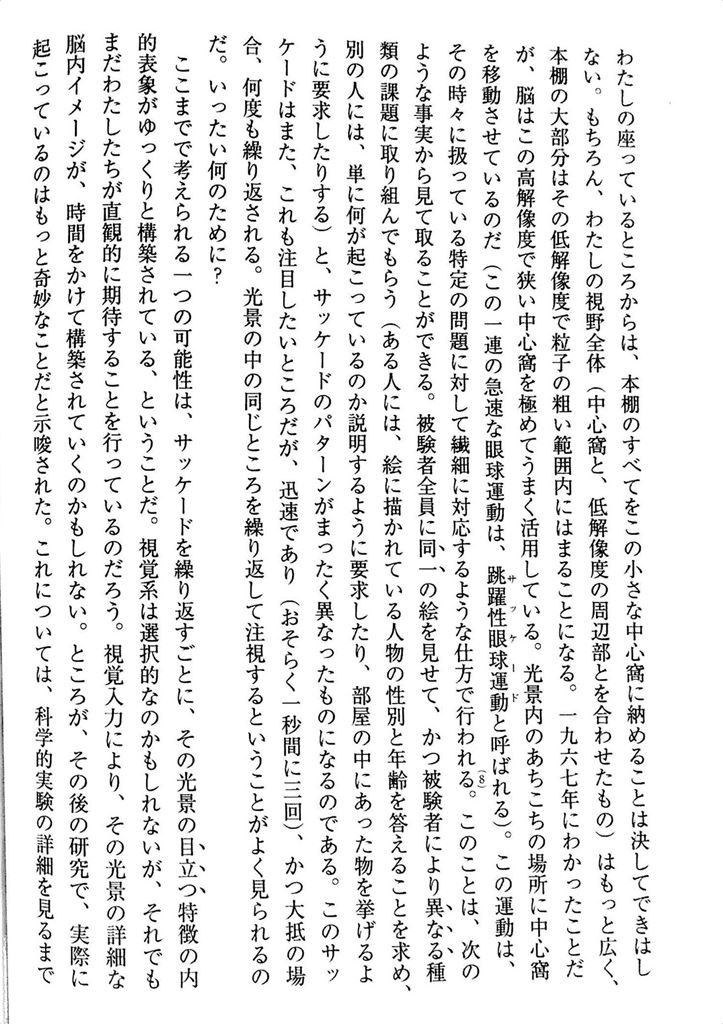 わたしの座っているところからは、本棚のすべてをこの小さな中心窩に納めることは決してできはし
ない。もちろん、わたしの視野全体（中心窩と、低解像度の周辺部とを合わせたもの）はもっと広く、
本棚の大部分はその低解像度で粒子の粗い範囲内にはまることになる。一九六七年にわかったことだ
が、脳はこの高解像度で狭い中心窩を極めてうまく活用している。光景内のあちこちの場所に中心窩
を移動させているのだ（この一連の急速な眼球運動は、跳躍性眼球運動と呼ばれる）。この運動は、
サッケード
その時々に扱っている特定の問題に対して繊細に対応するような仕方で行われる。このことは、次の
(8)
ような事実から見て取ることができる。被験者全員に同一の絵を見せて、かつ被験者により異なる種
類の課題に取り組んでもらう（ある人には、絵に描かれている人物の性別と年齢を答えることを求め、
別の人には、単に何が起こっているのか説明するように要求したり、部屋の中にあった物を挙げるよ
うに要求したりする）と、サッケードのパターンがまったく異なったものになるのである。このサッ
ケードはまた、これも注目したいところだが、迅速であり（おそらく一秒間に三回）、かつ大抵の場
合、何度も繰り返される。光景の中の同じところを繰り返して注視するということがよく見られるの
だ。いったい何のために？
ここまでで考えられる一つの可能性は、サッケードを繰り返すごとに、その光景の目立つ特徴の内
的表象がゆっくりと構築されている、ということだ。視覚系は選択的なのかもしれないが、それでも
まだわたしたちが直観的に期待することを行っているのだろう。視覚入力により、その光景の詳細な
脳内イメージが、時間をかけて構築されていくのかもしれない。ところが、その後の研究で、実際に
起こっているのはもっと奇妙なことだと示唆された。これについては、科学的実験の詳細を見るまで